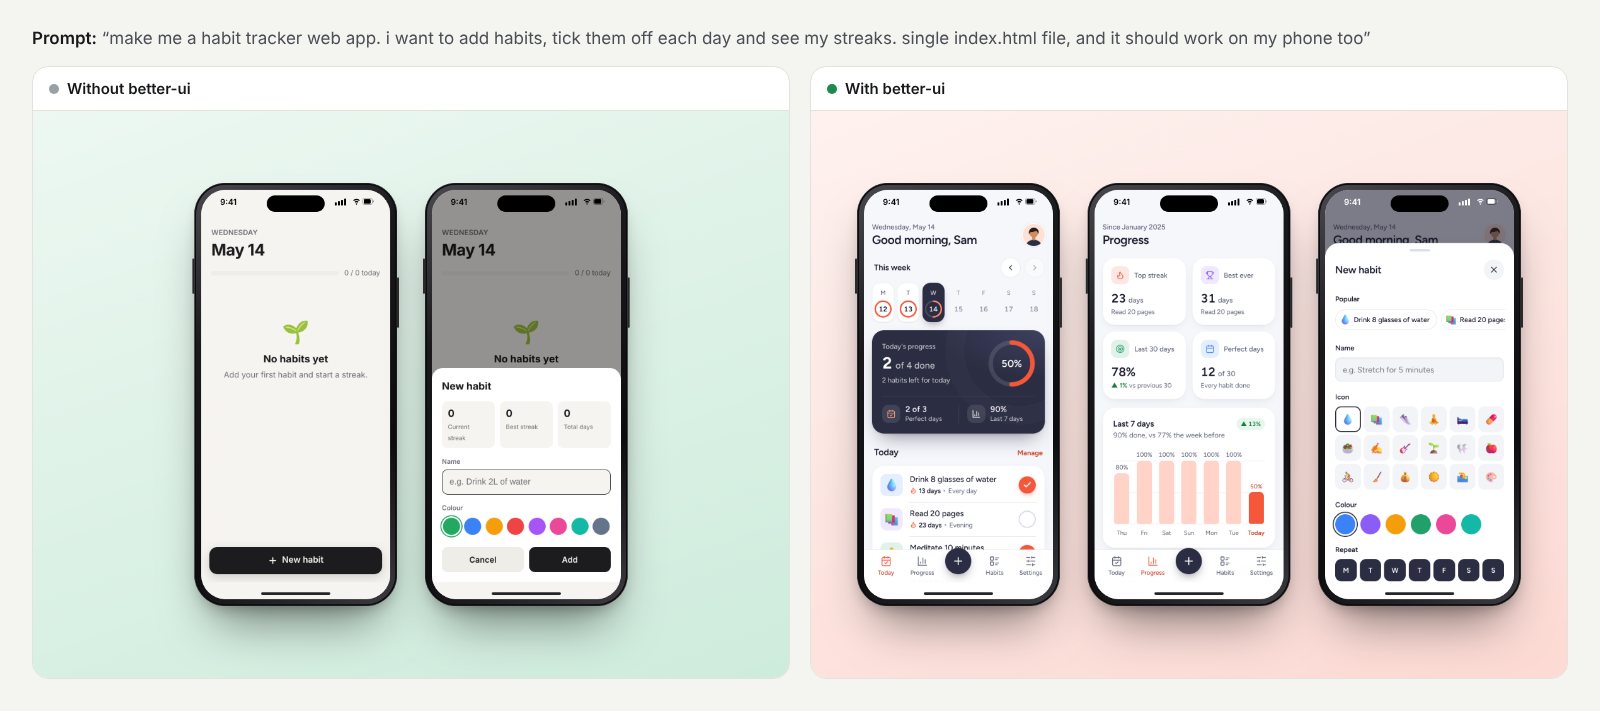 Prompt: “make me a habit tracker web app. i want to add habits, tick them off each day and see my streaks. single index.html file, and it should work on my phone too”
Without better-ui
9:41
WEDNESDAY
May 14
0 / 0 today
No habits yet
Add your first habit and start a streak.
+ New habit
9:41
WEDNESDAY
May 14
0 / 0 today
No habits yet
New habit
0 0 0
Current streak Best streak Total days
Name
e.g. Drink 2L of water
Colour
Cancel Add
With better-ui
9:41
Wednesday, May 14
Good morning, Sam
This week
M T W T F S S
12 13 14 15 16 17 18
Today's progress
2 of 4 done
2 habits left for today
50%
2 of 3 90%
Perfect days Last 7 days
Today Manage
Drink 8 glasses of water
13 days • Every day
Read 20 pages
23 days • Evening
Meditate 10 minutes
Today Progress + Habits Settings
9:41
Since January 2025
Progress
Top streak Best ever
23 days 31 days
Read 20 pages Read 20 pages
Last 30 days Perfect days
78% 12 of 30
▲ 1% vs previous 30 Every habit done
Last 7 days ▲ 13%
90% done, vs 77% the week before
80% 100% 100% 100% 100% 100% 50%
Thu Fri Sat Sun Mon Tue Today
Today Progress + Habits Settings
9:41
Wednesday, May 14
Good morning, Sam
New habit
Popular
Drink 8 glasses of water Read 20 pages
Name
e.g. Stretch for 5 minutes
Icon
Colour
Repeat
M T W T F S S